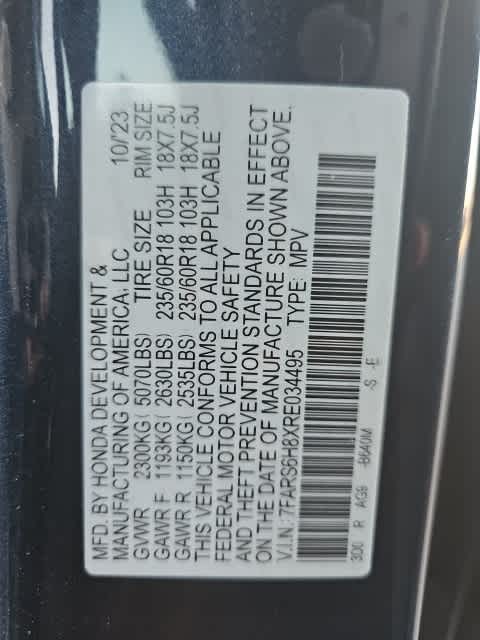 MFD. BY HONDA DEVELOPMENT &
MANUFACTURING OF AMERICA, LLC 10/'23
GVWR 2300KG( 5070LBS) TIRE SIZE RIM SIZE
GAWR F 1193KG( 2630LBS) 235/60R18 103H 18X7.5J
GAWR R 1150KG( 2535LBS) 235/60R18 103H 18X7.5J
THIS VEHICLE CONFORMS TO ALL APPLICABLE
FEDERAL MOTOR VEHICLE SAFETY
AND THEFT PREVENTION STANDARDS IN EFFECT
ON THE DATE OF MANUFACTURE SHOWN ABOVE.
V.I.N.:7FARS6H8XRE034495 TYPE: MPV
300 R AG9 -B640M -S -E